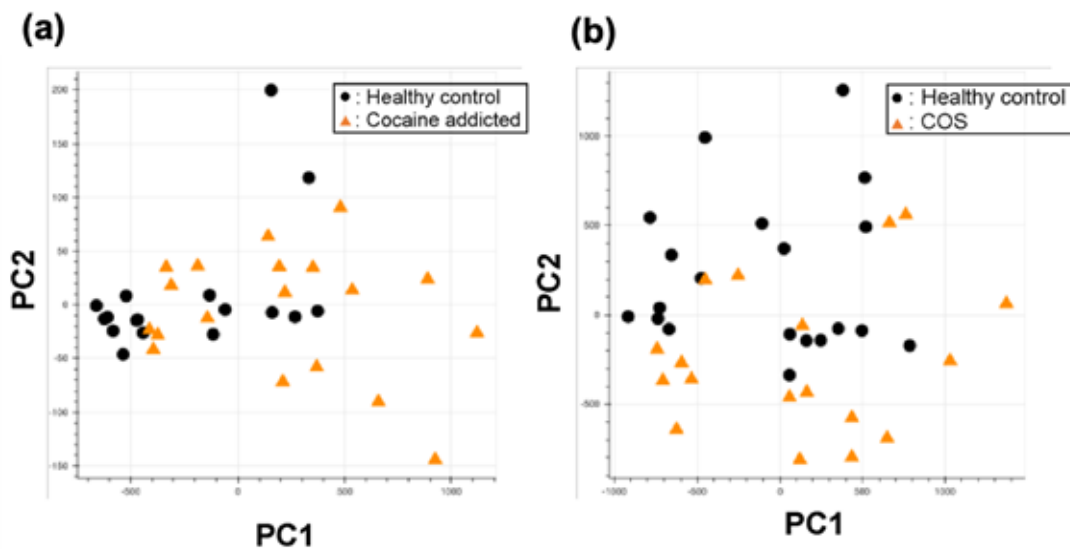 (a)
● : Healthy control
▲ : Cocaine addicted
200
150
100
50
0
-50
-100
-150
-500
0
500
1000
PC2
PC1
(b)
● : Healthy control
▲ : COS
1000
500
0
-500
-1000
-500
0
500
1000
PC2
PC1